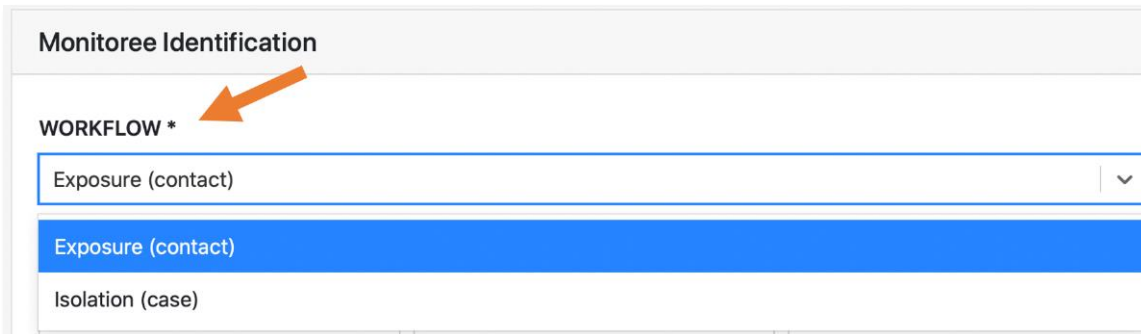 Monitoree Identification
WORKFLOW *
Exposure (contact)
Exposure (contact)
Isolation (case)